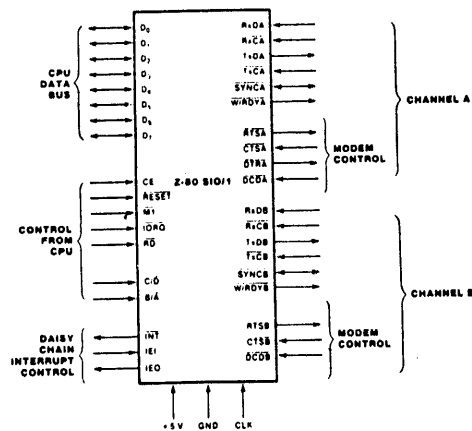 CPU
DATA
BUS
D0
D1
D2
D3
D4
D5
D6
D7
CONTROL
FROM
CPU
CE
RESET
M1
IORQ
RD
C/D
B/A
DAISY
CHAIN
INTERRUPT
CONTROL
INT
IEI
IEO
Z-80 SIO/1
RxDA
RxCA
TxDA
TxCA
SYNCA
W/RDYA
RTSA
CTSA
DTRA
DCDA
MODEM
CONTROL
CHANNEL A
RxDB
RxCB
TxDB
TxCB
SYNCB
W/RDYB
RTSB
CTSB
DCDB
MODEM
CONTROL
CHANNEL B
+5V GND CLK